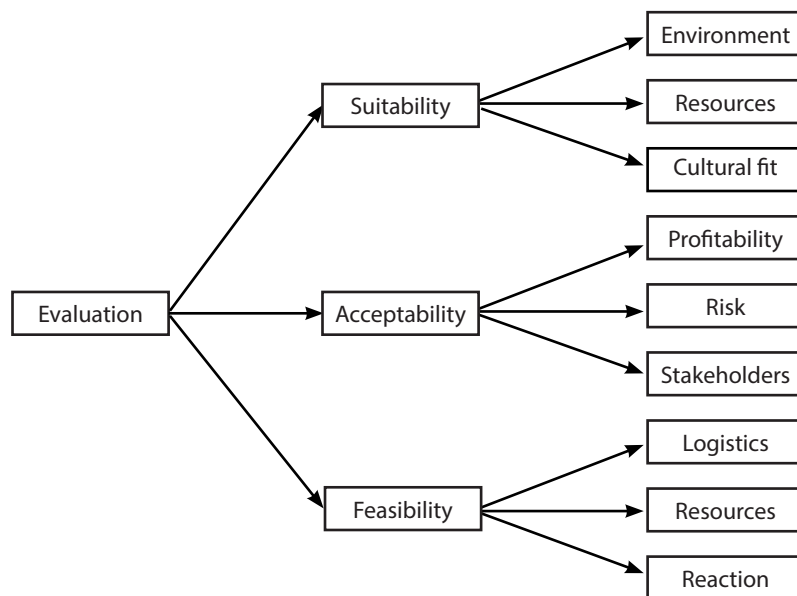 Environment
Suitability
Resources
Cultural fit
Profitability
Evaluation
Acceptability
Risk
Stakeholders
Logistics
Feasibility
Resources
Reaction